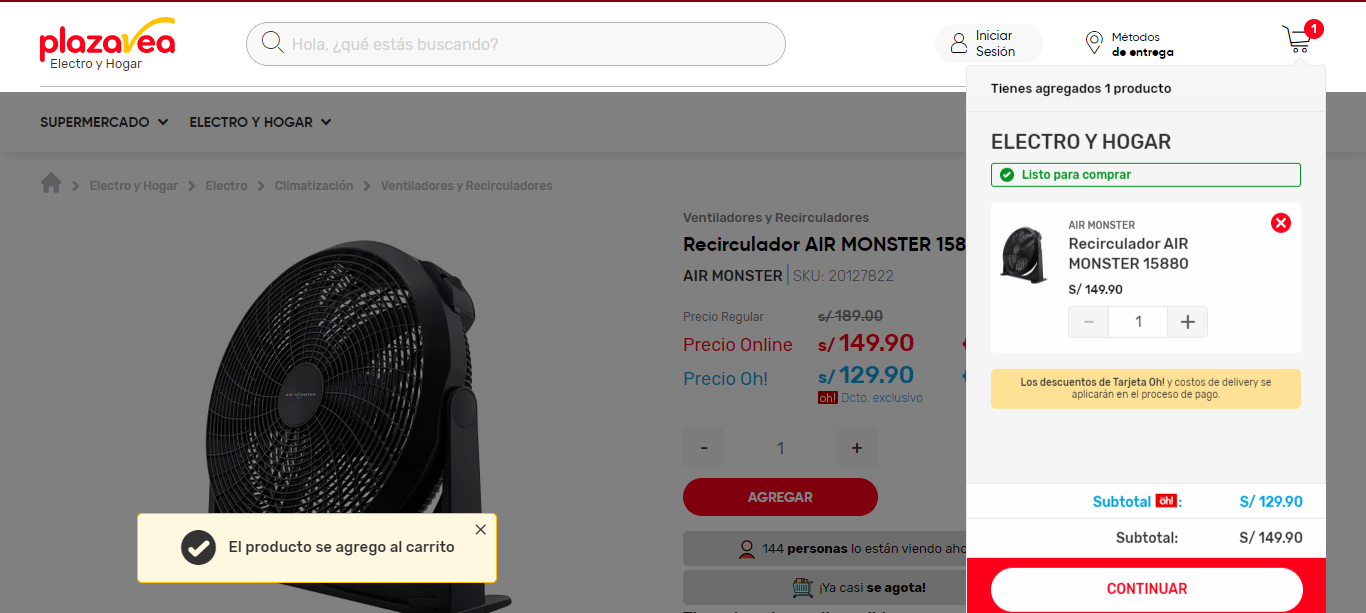 plazavea
Electro y Hogar
Hola, ¿qué estás buscando?
Iniciar
Sesión
Métodos
de entrega
1
SUPERMERCADO
ELECTRO Y HOGAR
Electro y Hogar
Electro
Climatización
Ventiladores y Recirculadores
AIR MONSTER
Ventiladores y Recirculadores
Recirculador AIR MONSTER 158
AIR MONSTER
SKU: 20127822
Precio Regular
s/ 189.00
Precio Online
s/ 149.90
Precio Oh!
s/ 129.90
oh! Dcto. exclusivo
- 1 +
AGREGAR
144 personas lo están viendo aho
¡Ya casi se agota!
El producto se agrego al carrito
Tienes agregados 1 producto
ELECTRO Y HOGAR
Listo para comprar
AIR MONSTER
Recirculador AIR
MONSTER 15880
S/ 149.90
- 1 +
Los descuentos de Tarjeta Oh! y costos de delivery se
aplicarán en el proceso de pago.
Subtotal oh!: S/ 129.90
Subtotal: S/ 149.90
CONTINUAR